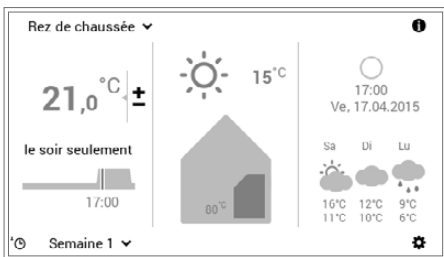 Rez de chaussée
21,0 °C ±
le soir seulement
17:00
Semaine 1
15°C
00°C
17:00
Ve, 17.04.2015
Sa Di Lu
16°C 12°C 9°C
11°C 10°C 6°C